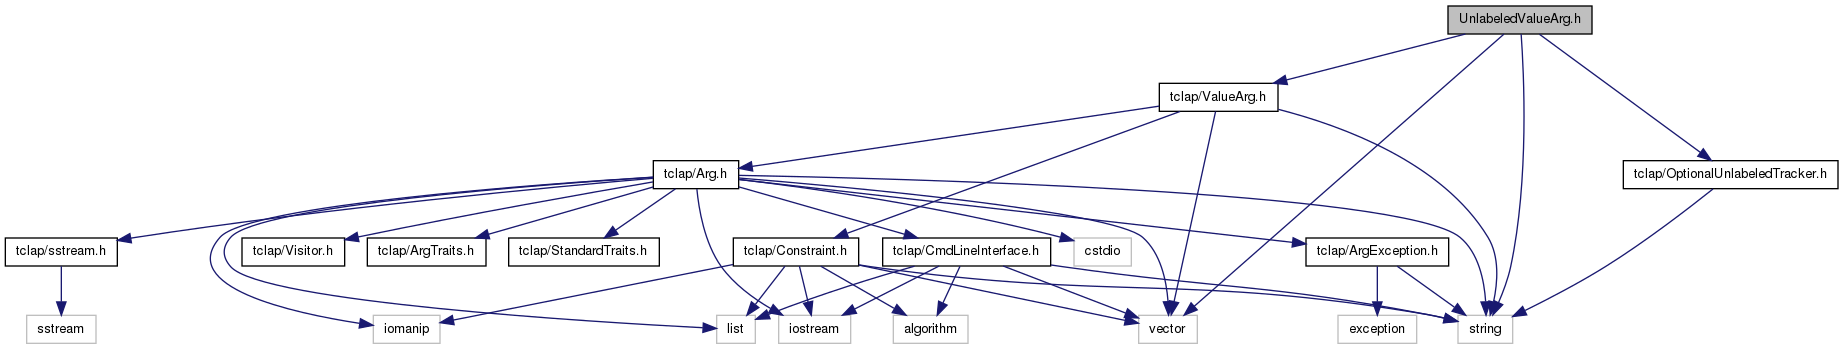 UnlabeledValueArg.h
tclap/ValueArg.h
tclap/Arg.h
tclap/OptionalUnlabeledTracker.h
tclap/sstream.h
tclap/Visitor.h
tclap/ArgTraits.h
tclap/StandardTraits.h
tclap/Constraint.h
tclap/CmdLineInterface.h
cstdio
tclap/ArgException.h
sstream
iomanip
list
iostream
algorithm
vector
exception
string